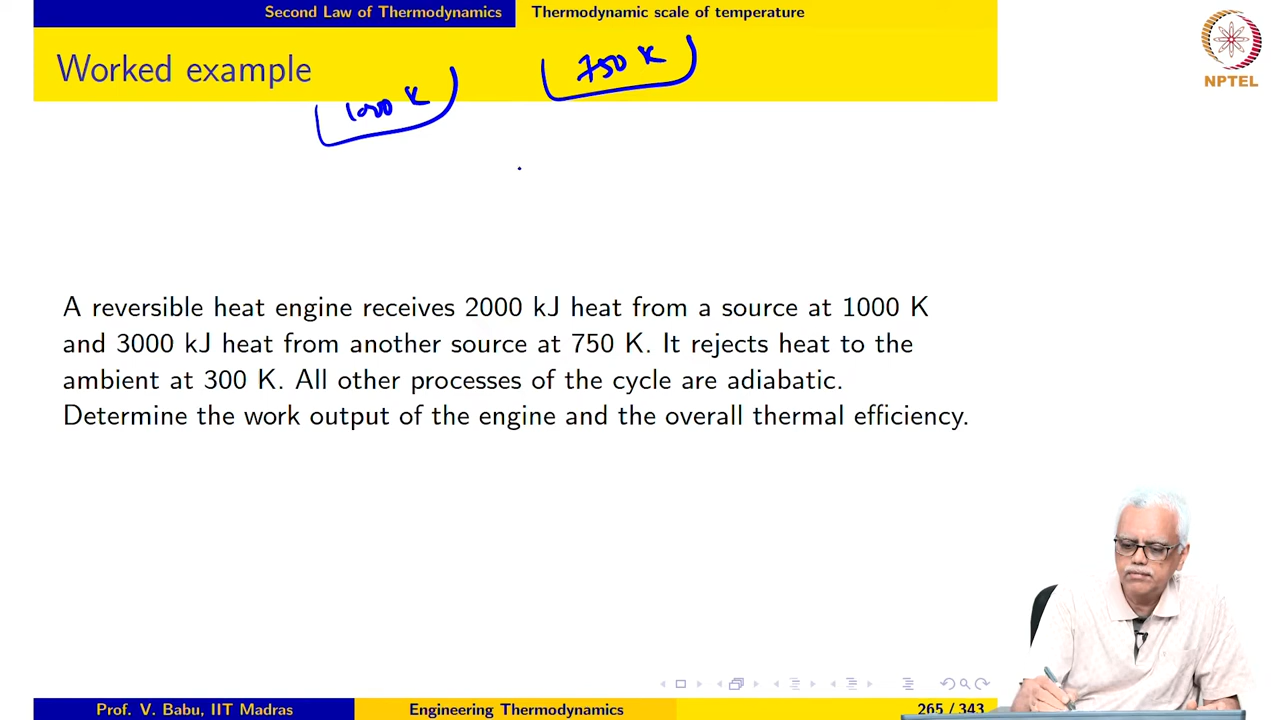 Second Law of Thermodynamics Thermodynamic scale of temperature
Worked example
NPTEL
1000 K
750 K
A reversible heat engine receives 2000 kJ heat from a source at 1000 K
and 3000 kJ heat from another source at 750 K. It rejects heat to the
ambient at 300 K. All other processes of the cycle are adiabatic.
Determine the work output of the engine and the overall thermal efficiency.
Prof. V. Babu, IIT Madras Engineering Thermodynamics 265 / 343